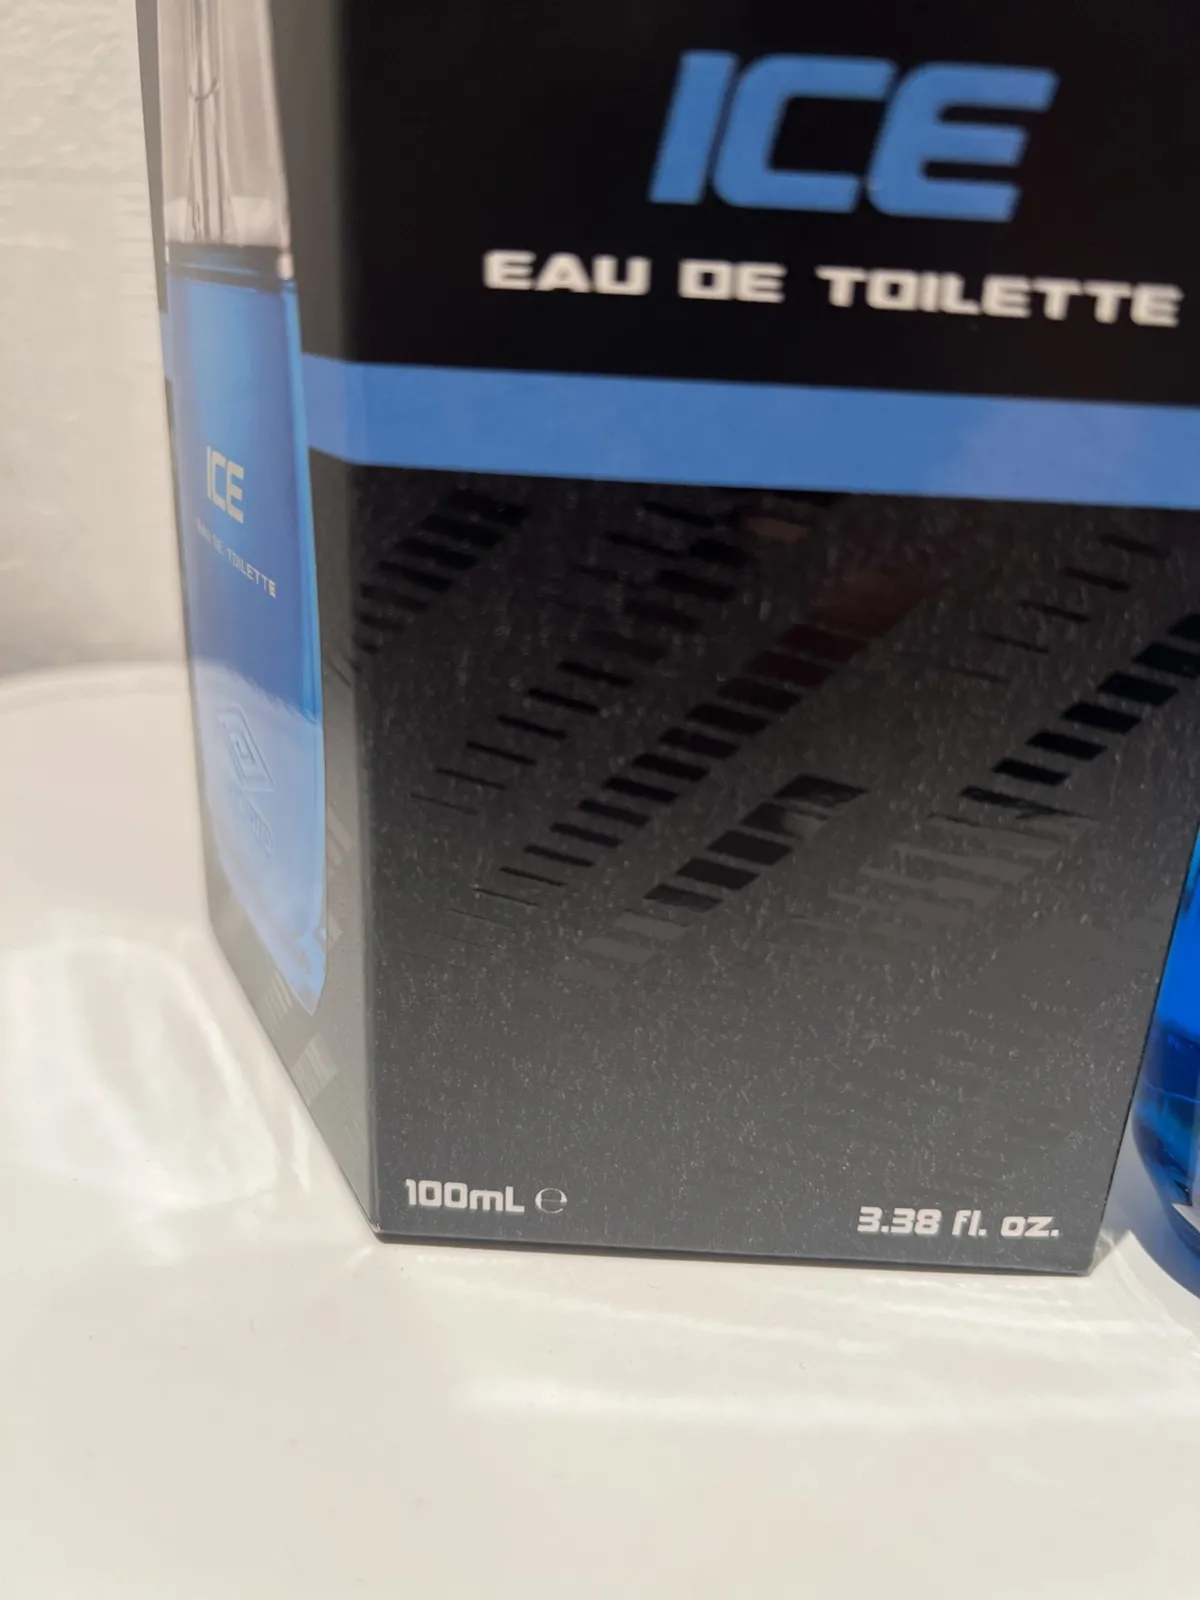 ICE
EAU DE TOILETTE
ICE
EAU DE TOILETTE
100mL ℮
3.38 fl. oz.